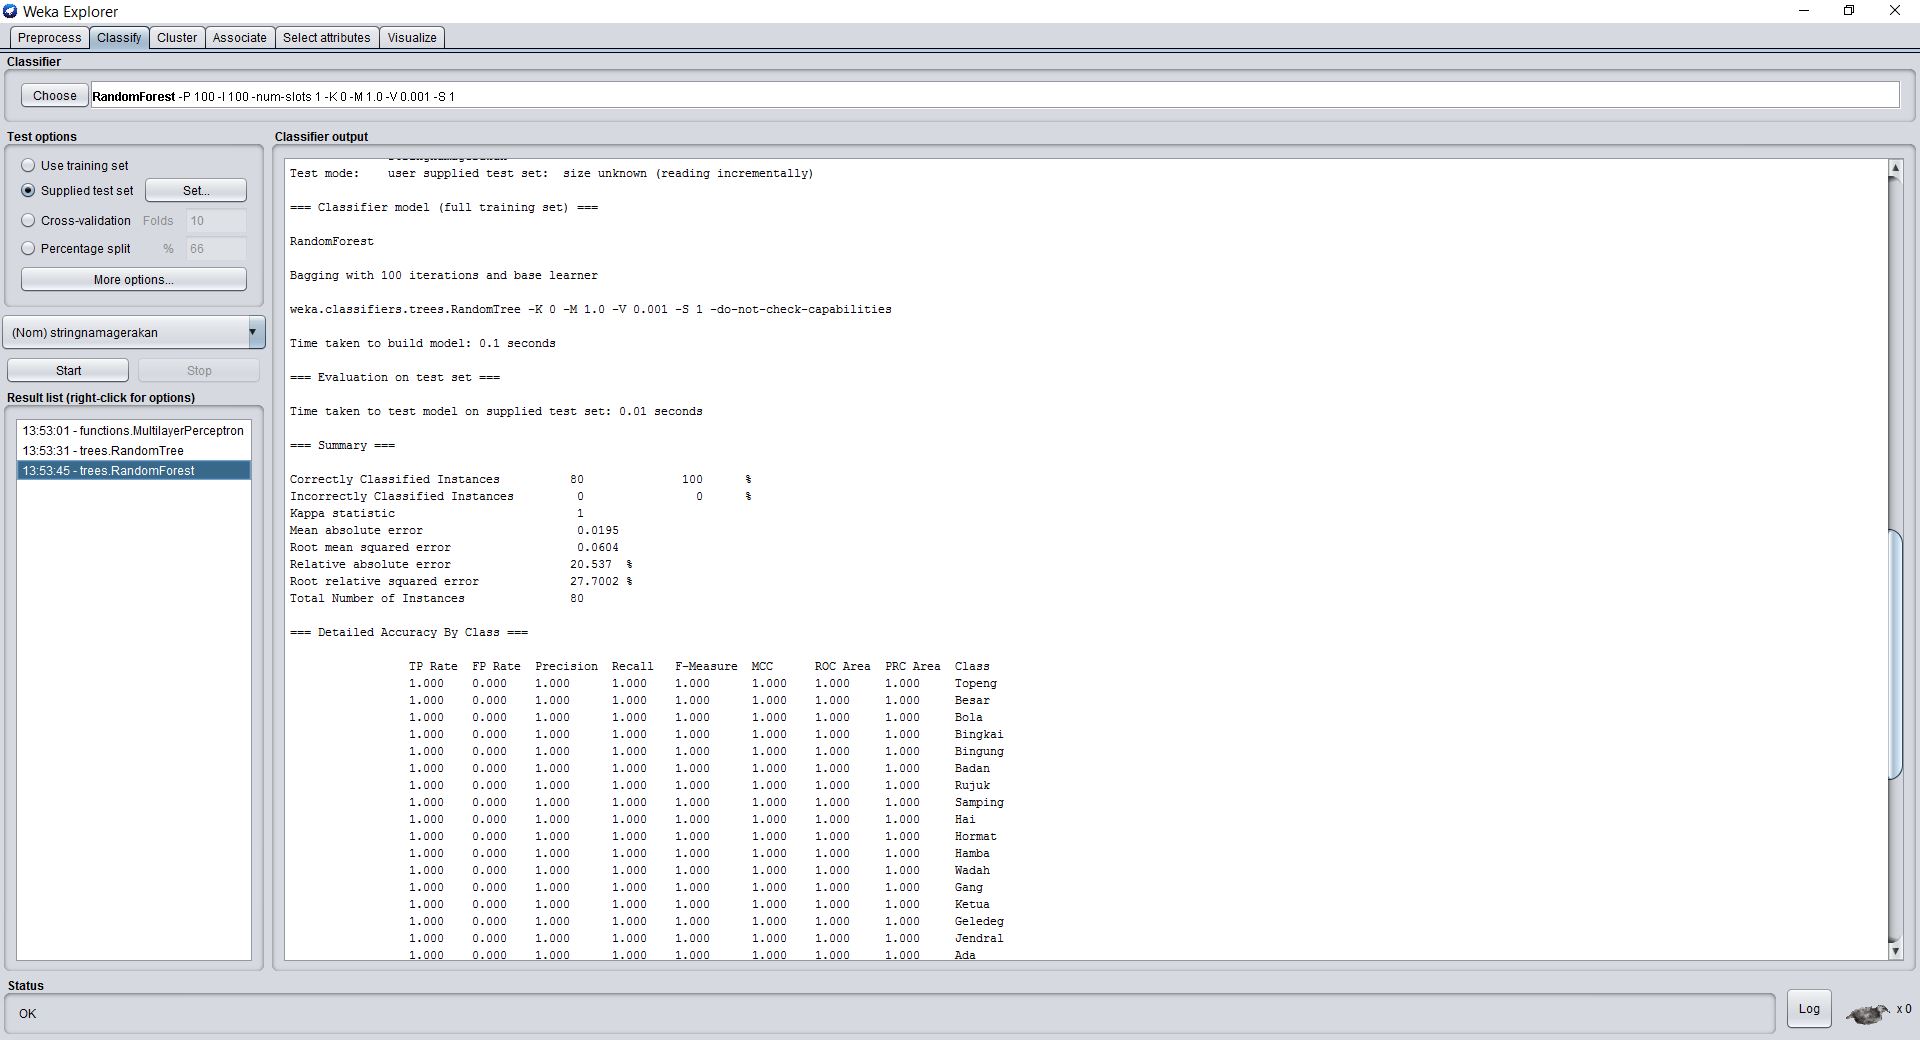 Weka Explorer
Preprocess Classify Cluster Associate Select attributes Visualize
Classifier
Choose RandomForest -P 100 -I 100 -num-slots 1 -K 0 -M 1.0 -V 0.001 -S 1
Test options
Use training set
Supplied test set Set...
Cross-validation Folds 10
Percentage split % 66
More options...
(Nom) stringnamagerakan
Start Stop
Result list (right-click for options)
13:53:01 - functions.MultilayerPerceptron
13:53:31 - trees.RandomTree
13:53:45 - trees.RandomForest
Classifier output
Test mode: user supplied test set: size unknown (reading incrementally)
=== Classifier model (full training set) ===
RandomForest
Bagging with 100 iterations and base learner
weka.classifiers.trees.RandomTree -K 0 -M 1.0 -V 0.001 -S 1 -do-not-check-capabilities
Time taken to build model: 0.1 seconds
=== Evaluation on test set ===
Time taken to test model on supplied test set: 0.01 seconds
=== Summary ===
Correctly Classified Instances 80 100 %
Incorrectly Classified Instances 0 0 %
Kappa statistic 1
Mean absolute error 0.0195
Root mean squared error 0.0604
Relative absolute error 20.537 %
Root relative squared error 27.7002 %
Total Number of Instances 80
=== Detailed Accuracy By Class ===
TP Rate FP Rate Precision Recall F-Measure MCC ROC Area PRC Area Class
1.000 0.000 1.000 1.000 1.000 1.000 1.000 1.000 Topeng
1.000 0.000 1.000 1.000 1.000 1.000 1.000 1.000 Besar
1.000 0.000 1.000 1.000 1.000 1.000 1.000 1.000 Bola
1.000 0.000 1.000 1.000 1.000 1.000 1.000 1.000 Bingkai
1.000 0.000 1.000 1.000 1.000 1.000 1.000 1.000 Bingung
1.000 0.000 1.000 1.000 1.000 1.000 1.000 1.000 Badan
1.000 0.000 1.000 1.000 1.000 1.000 1.000 1.000 Rujuk
1.000 0.000 1.000 1.000 1.000 1.000 1.000 1.000 Samping
1.000 0.000 1.000 1.000 1.000 1.000 1.000 1.000 Hai
1.000 0.000 1.000 1.000 1.000 1.000 1.000 1.000 Hormat
1.000 0.000 1.000 1.000 1.000 1.000 1.000 1.000 Hamba
1.000 0.000 1.000 1.000 1.000 1.000 1.000 1.000 Wadah
1.000 0.000 1.000 1.000 1.000 1.000 1.000 1.000 Gang
1.000 0.000 1.000 1.000 1.000 1.000 1.000 1.000 Ketua
1.000 0.000 1.000 1.000 1.000 1.000 1.000 1.000 Geledeg
1.000 0.000 1.000 1.000 1.000 1.000 1.000 1.000 Jendral
1.000 0.000 1.000 1.000 1.000 1.000 1.000 1.000 Ada
Status
OK
Log
x 0